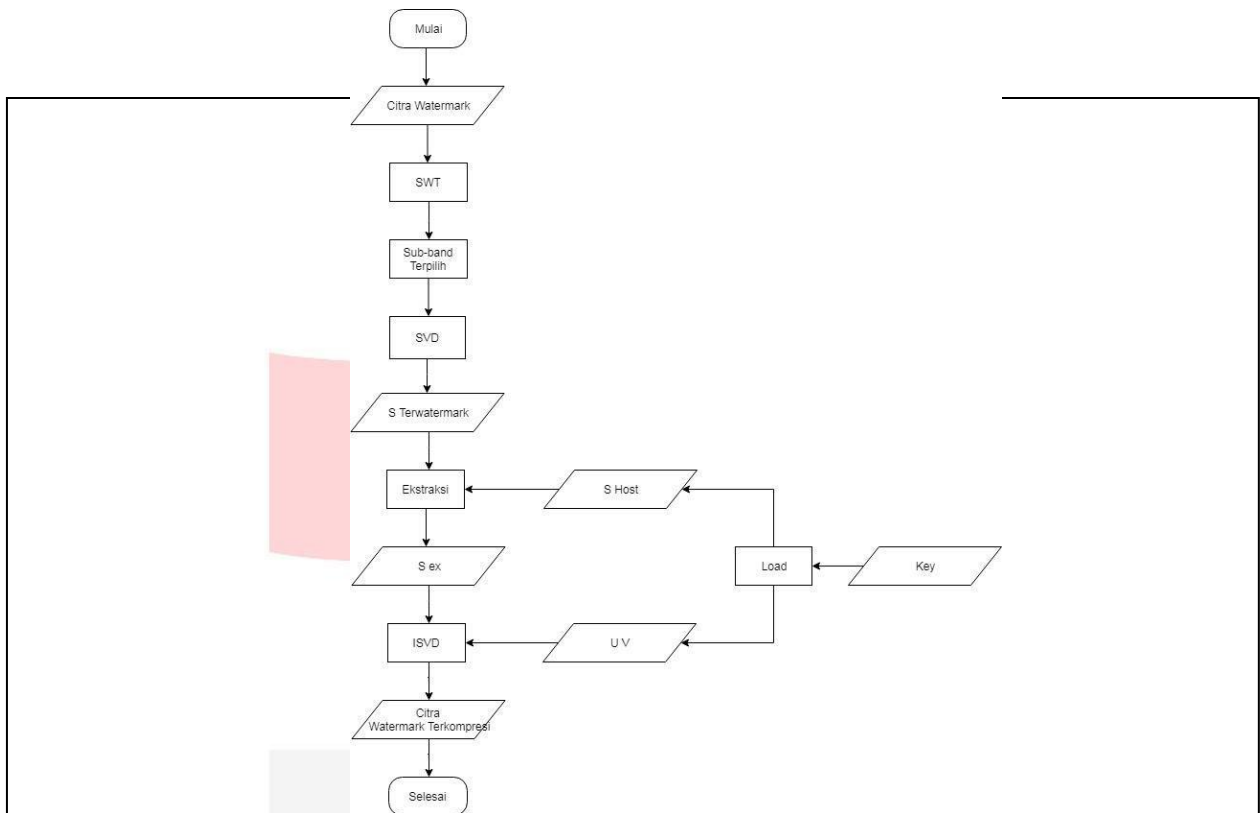 Mulai
Citra Watermark
SWT
Sub-band
Terpilih
SVD
S Terwatermark
Ekstraksi
S Host
S ex
Load
Key
ISVD
U V
Citra
Watermark Terkompresi
Selesai